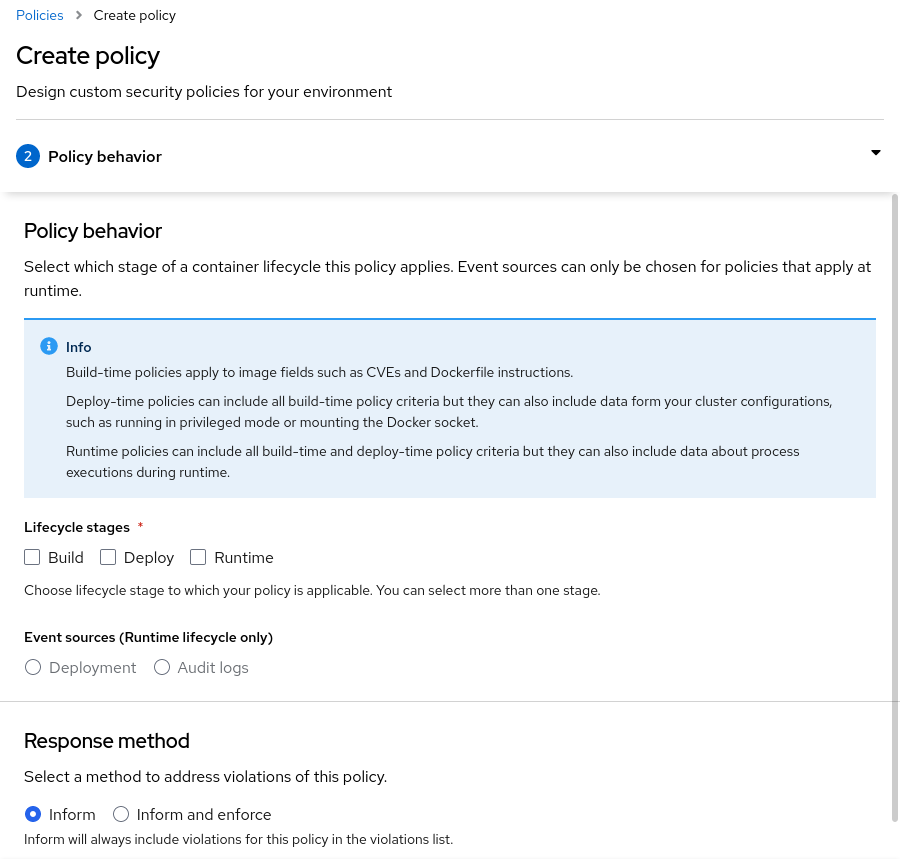 Policies > Create policy
Create policy
Design custom security policies for your environment
2 Policy behavior
Policy behavior
Select which stage of a container lifecycle this policy applies. Event sources can only be chosen for policies that apply at
runtime.
Info
Build-time policies apply to image fields such as CVEs and Dockerfile instructions.
Deploy-time policies can include all build-time policy criteria but they can also include data form your cluster configurations,
such as running in privileged mode or mounting the Docker socket.
Runtime policies can include all build-time and deploy-time policy criteria but they can also include data about process
executions during runtime.
Lifecycle stages *
Build Deploy Runtime
Choose lifecycle stage to which your policy is applicable. You can select more than one stage.
Event sources (Runtime lifecycle only)
Deployment Audit logs
Response method
Select a method to address violations of this policy.
Inform Inform and enforce
Inform will always include violations for this policy in the violations list.